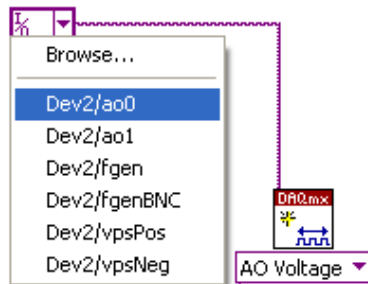 I/O
Browse...
Dev2/ao0
Dev2/ao1
Dev2/fgen
Dev2/fgenBNC
Dev2/vpsPos
Dev2/vpsNeg
DAQmx
AO Voltage